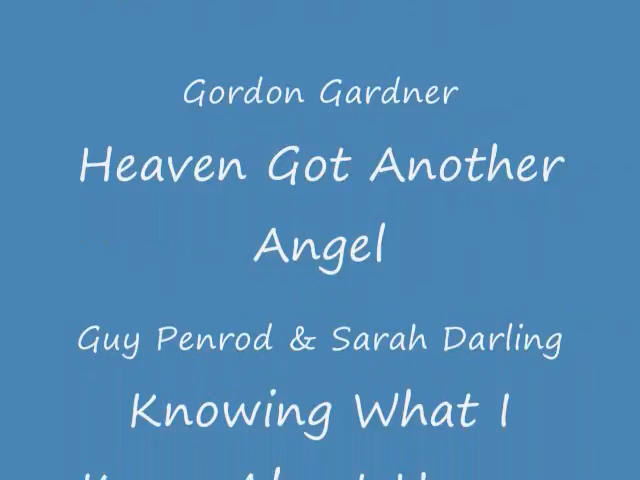 Gordon Gardner
Heaven Got Another
Angel
Guy Penrod & Sarah Darling
Knowing What I